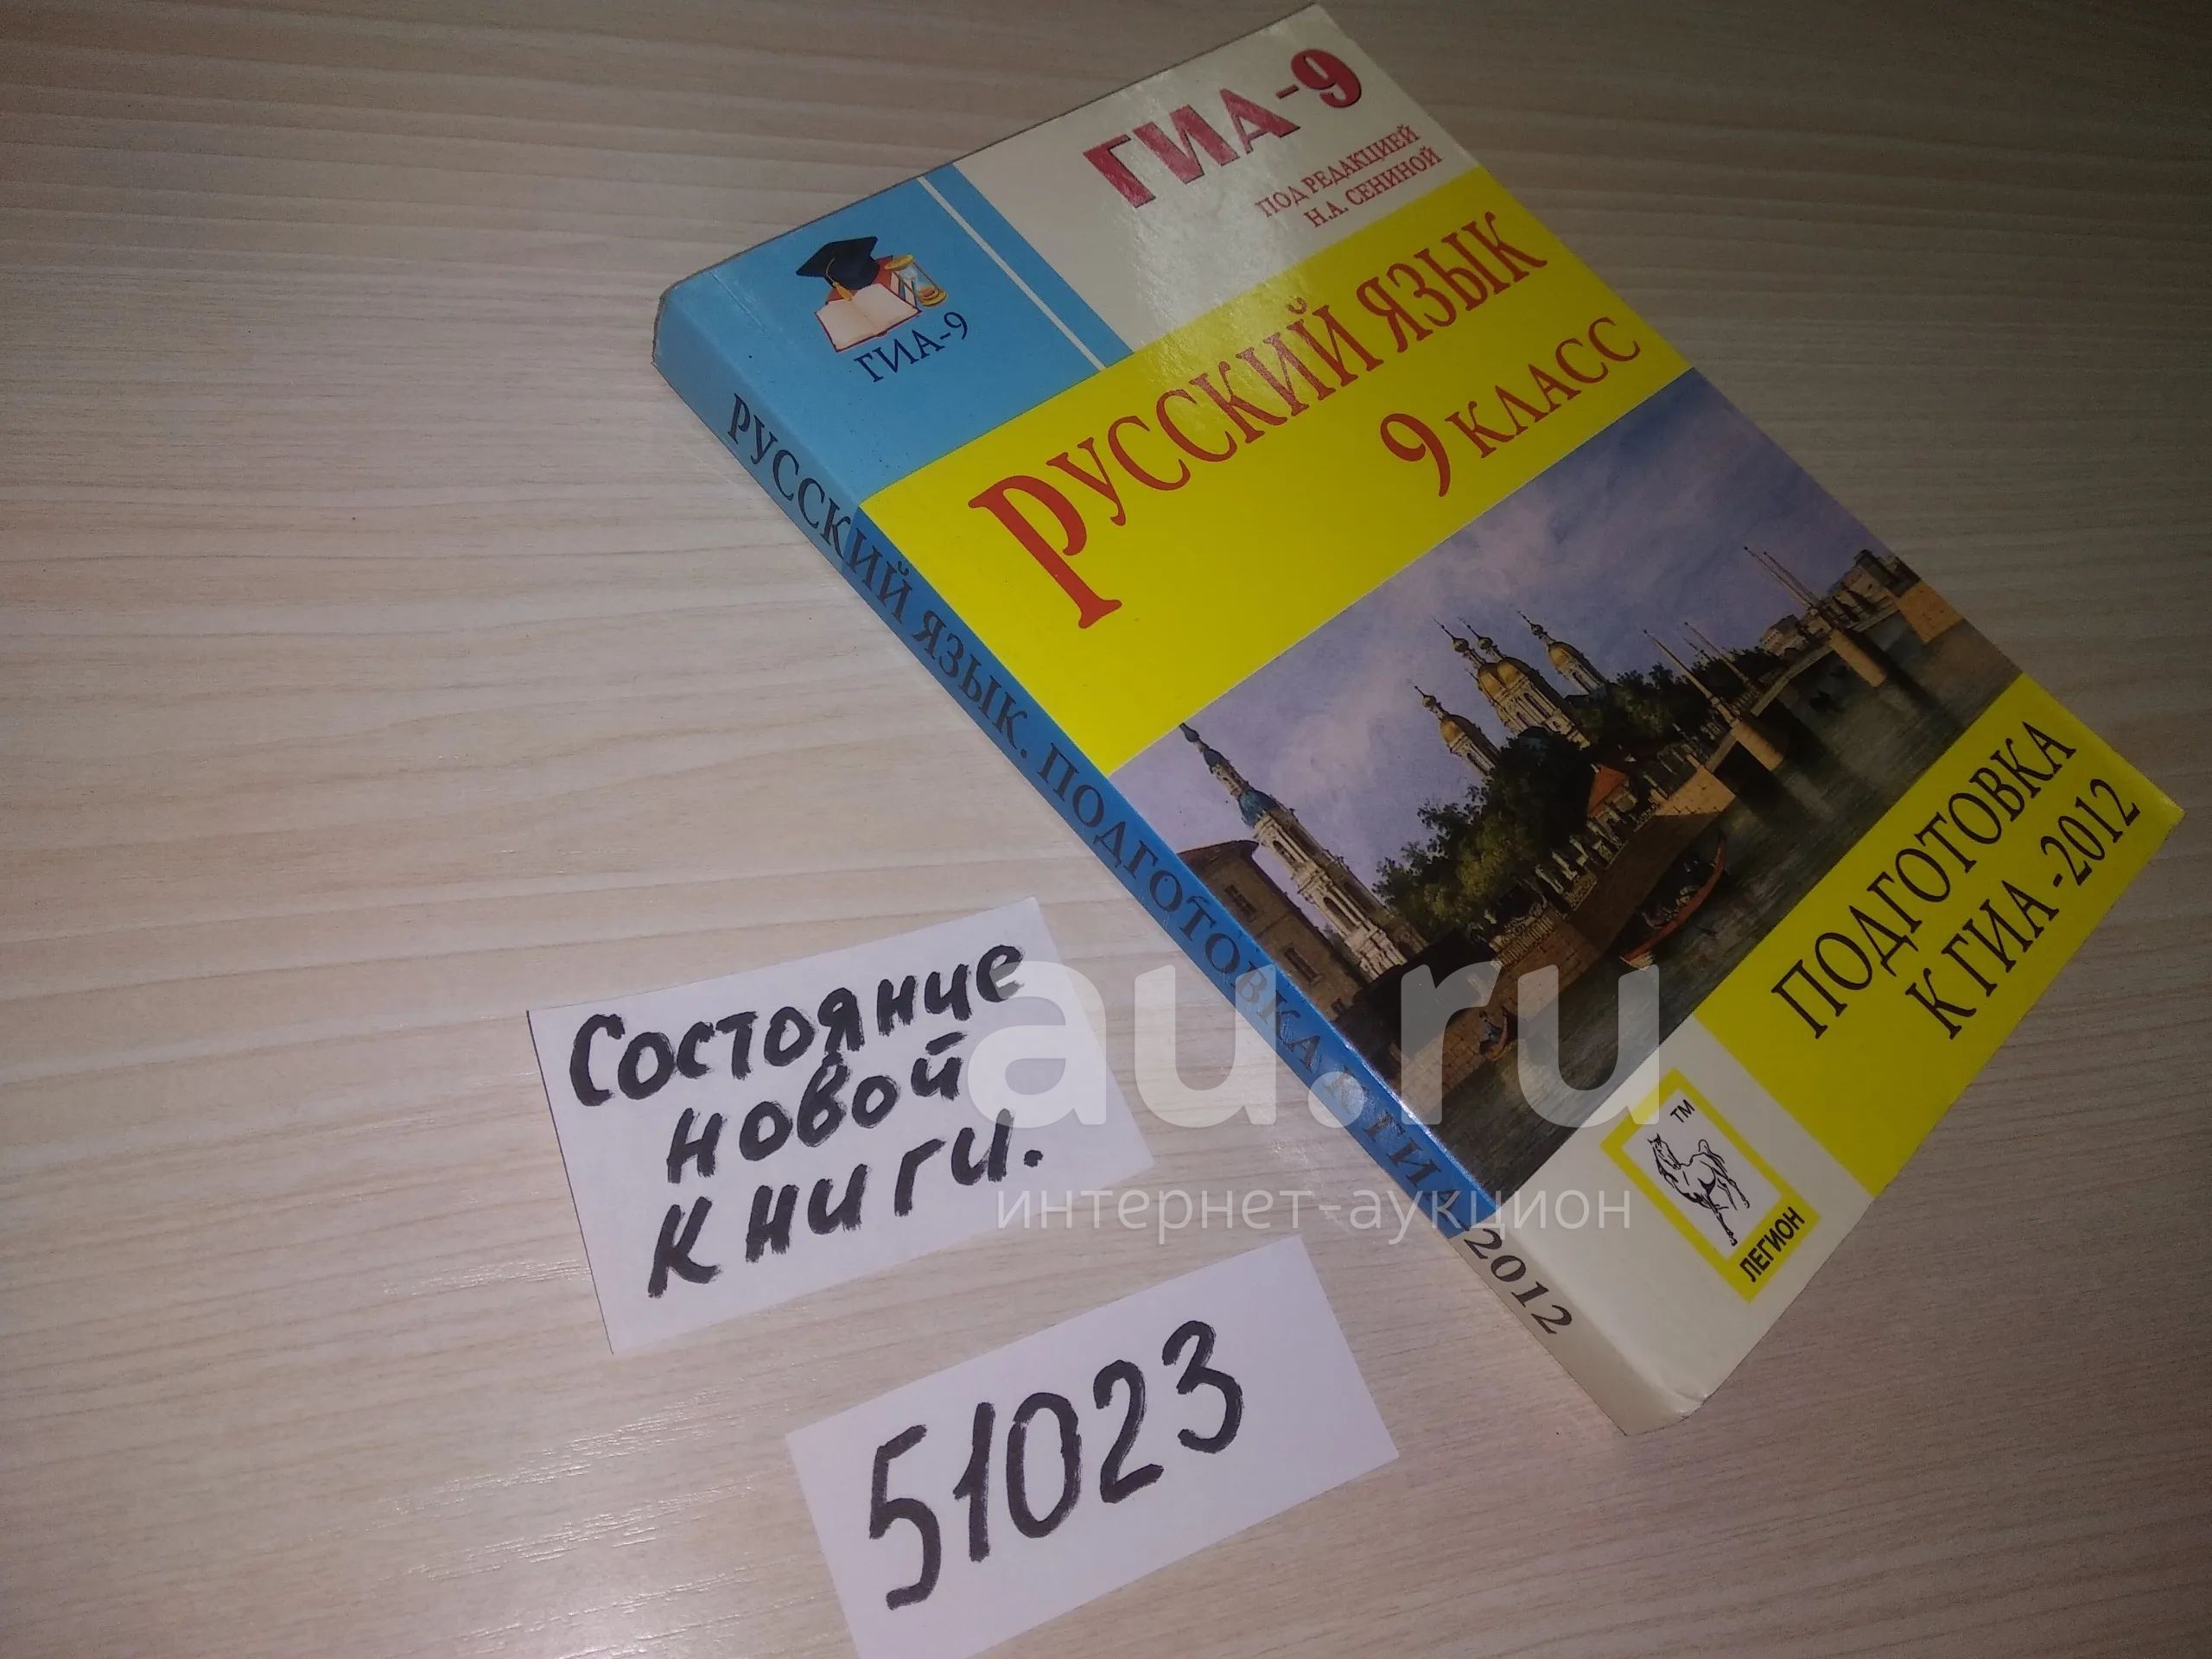 ГИА-9
ПОД РЕДАКЦИЕЙ
Н.А. СЕНИНОЙ
ГИА-9
РУССКИЙ ЯЗЫК
9 КЛАСС
ПОДГОТОВКА
К ГИА-2012
TM
ЛЕГИОН
РУССКИЙ ЯЗЫК. ПОДГОТОВКА К ГИА-2012
Состояние
новой
книги.
51023
au.ru
интернет-аукцион